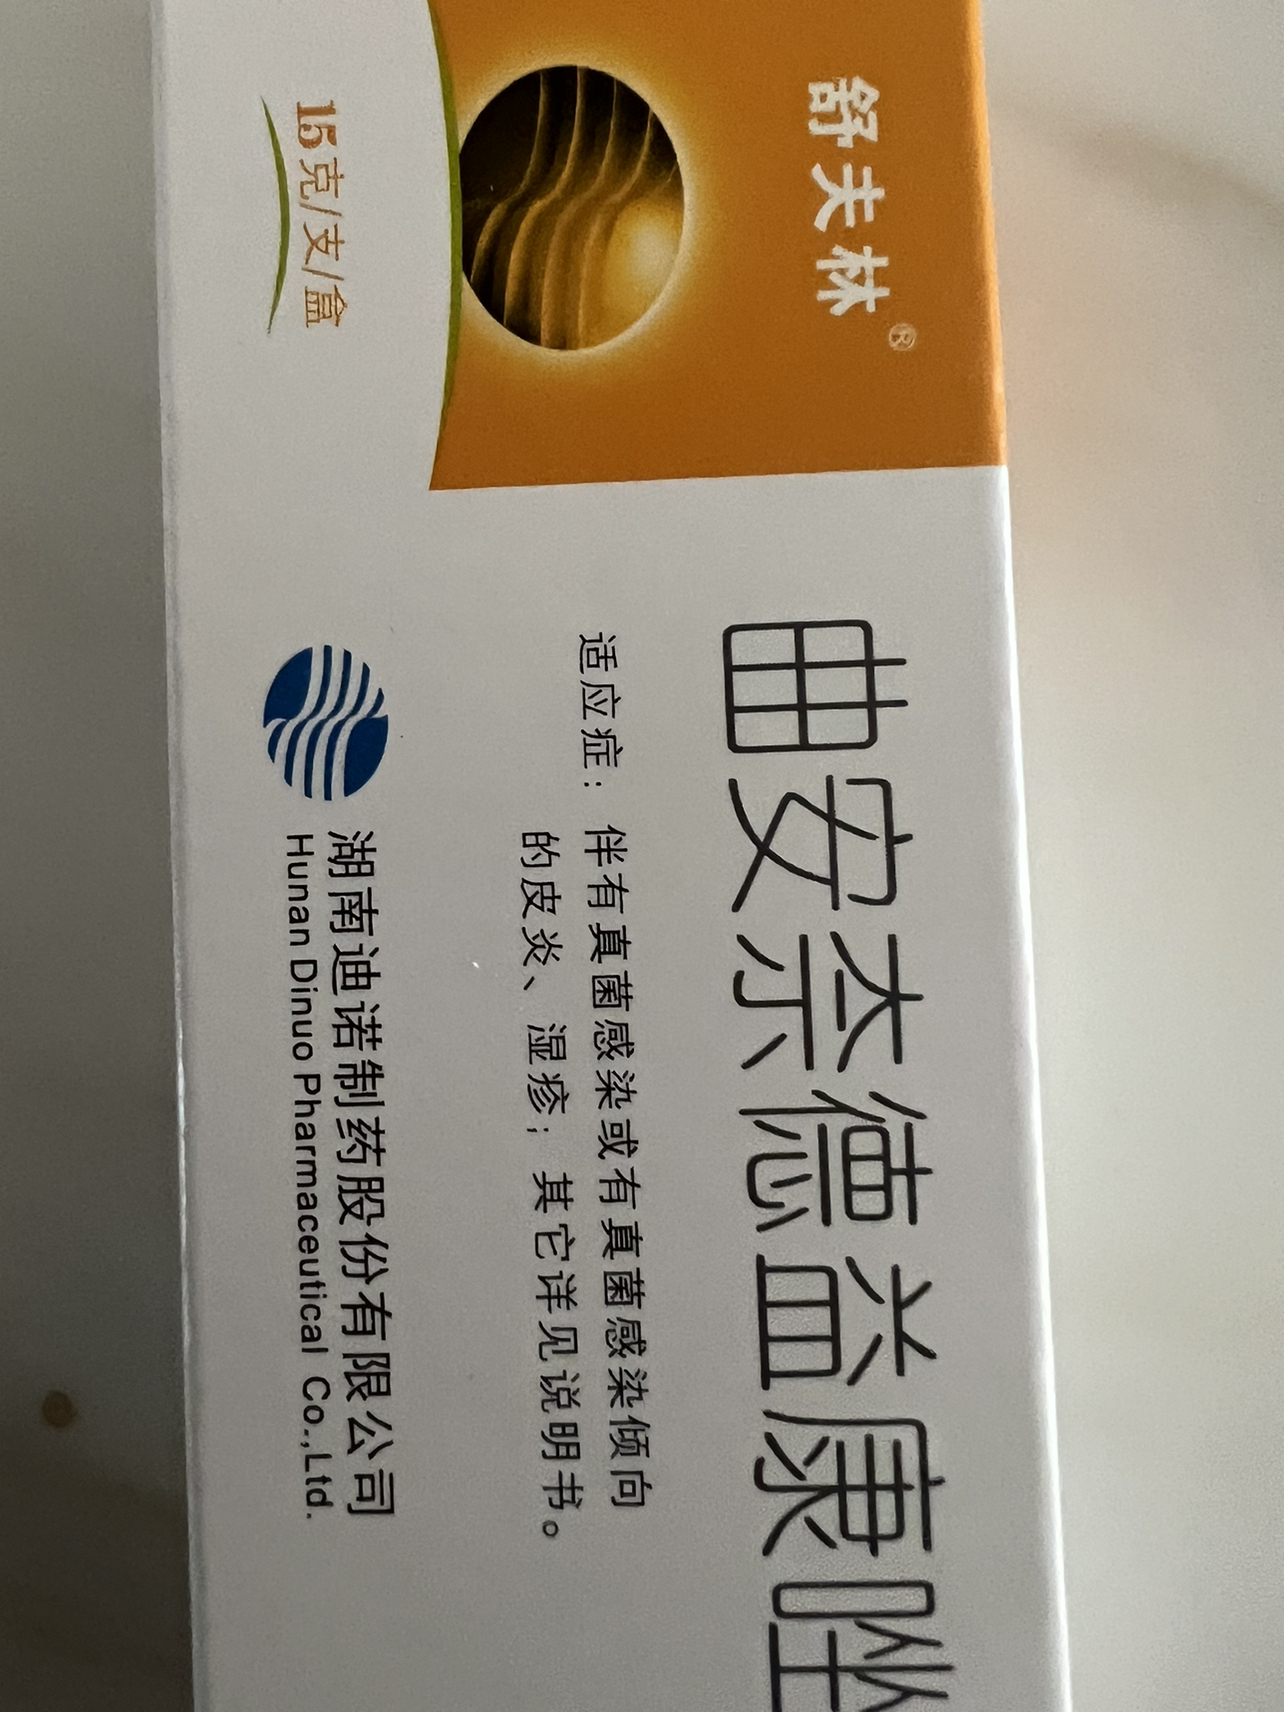 舒夫林®
15克/支/盒
曲安奈德益康唑
适应症：伴有真菌感染或有真菌感染倾向
的皮炎、湿疹；其它详见说明书。
湖南迪诺制药股份有限公司
Hunan Dinuo Pharmaceutical Co.,Ltd.